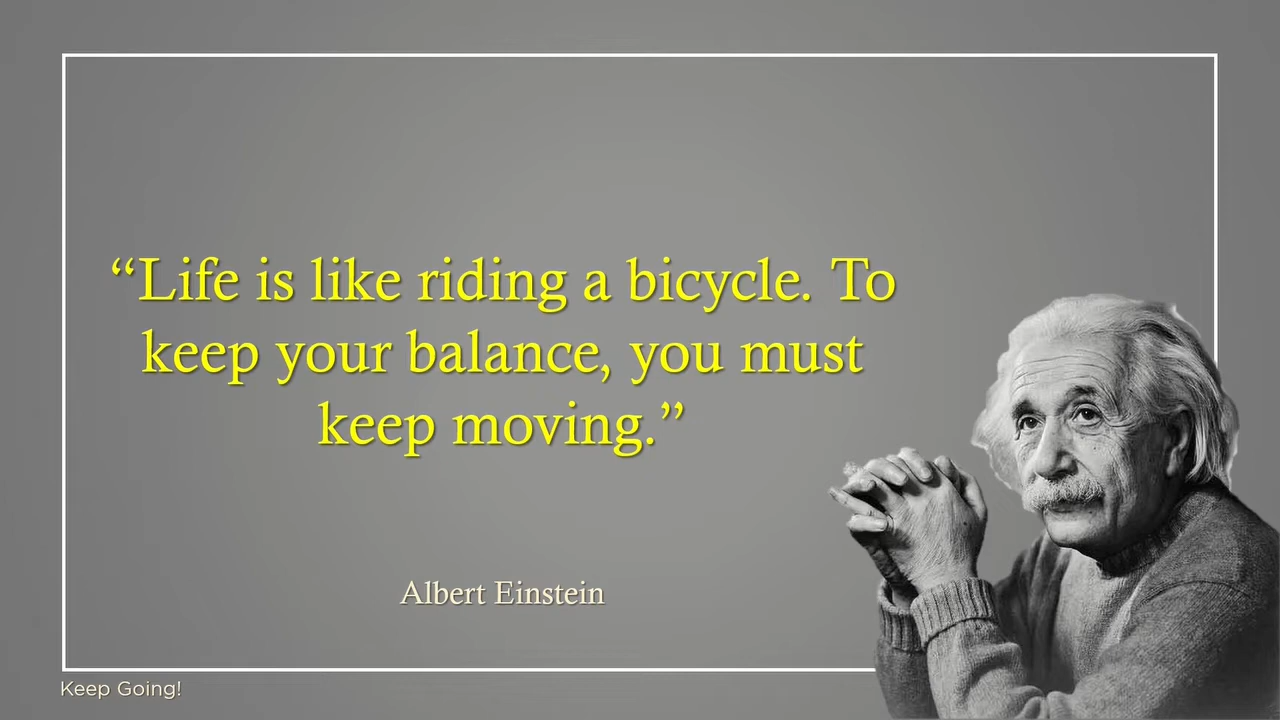 “Life is like riding a bicycle. To
keep your balance, you must
keep moving.”
Albert Einstein
Keep Going!